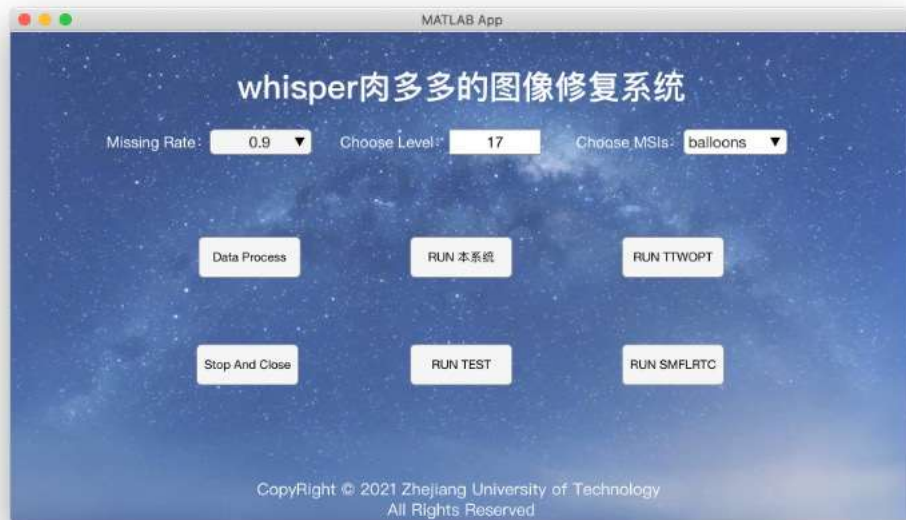 MATLAB App
whisper肉多多的图像修复系统
Missing Rate: 0.9 Choose Level: 17 Choose MSIs: balloons
Data Process RUN 本系统 RUN TTWOPT
Stop And Close RUN TEST RUN SMFLRTC
CopyRight © 2021 Zhejiang University of Technology
All Rights Reserved